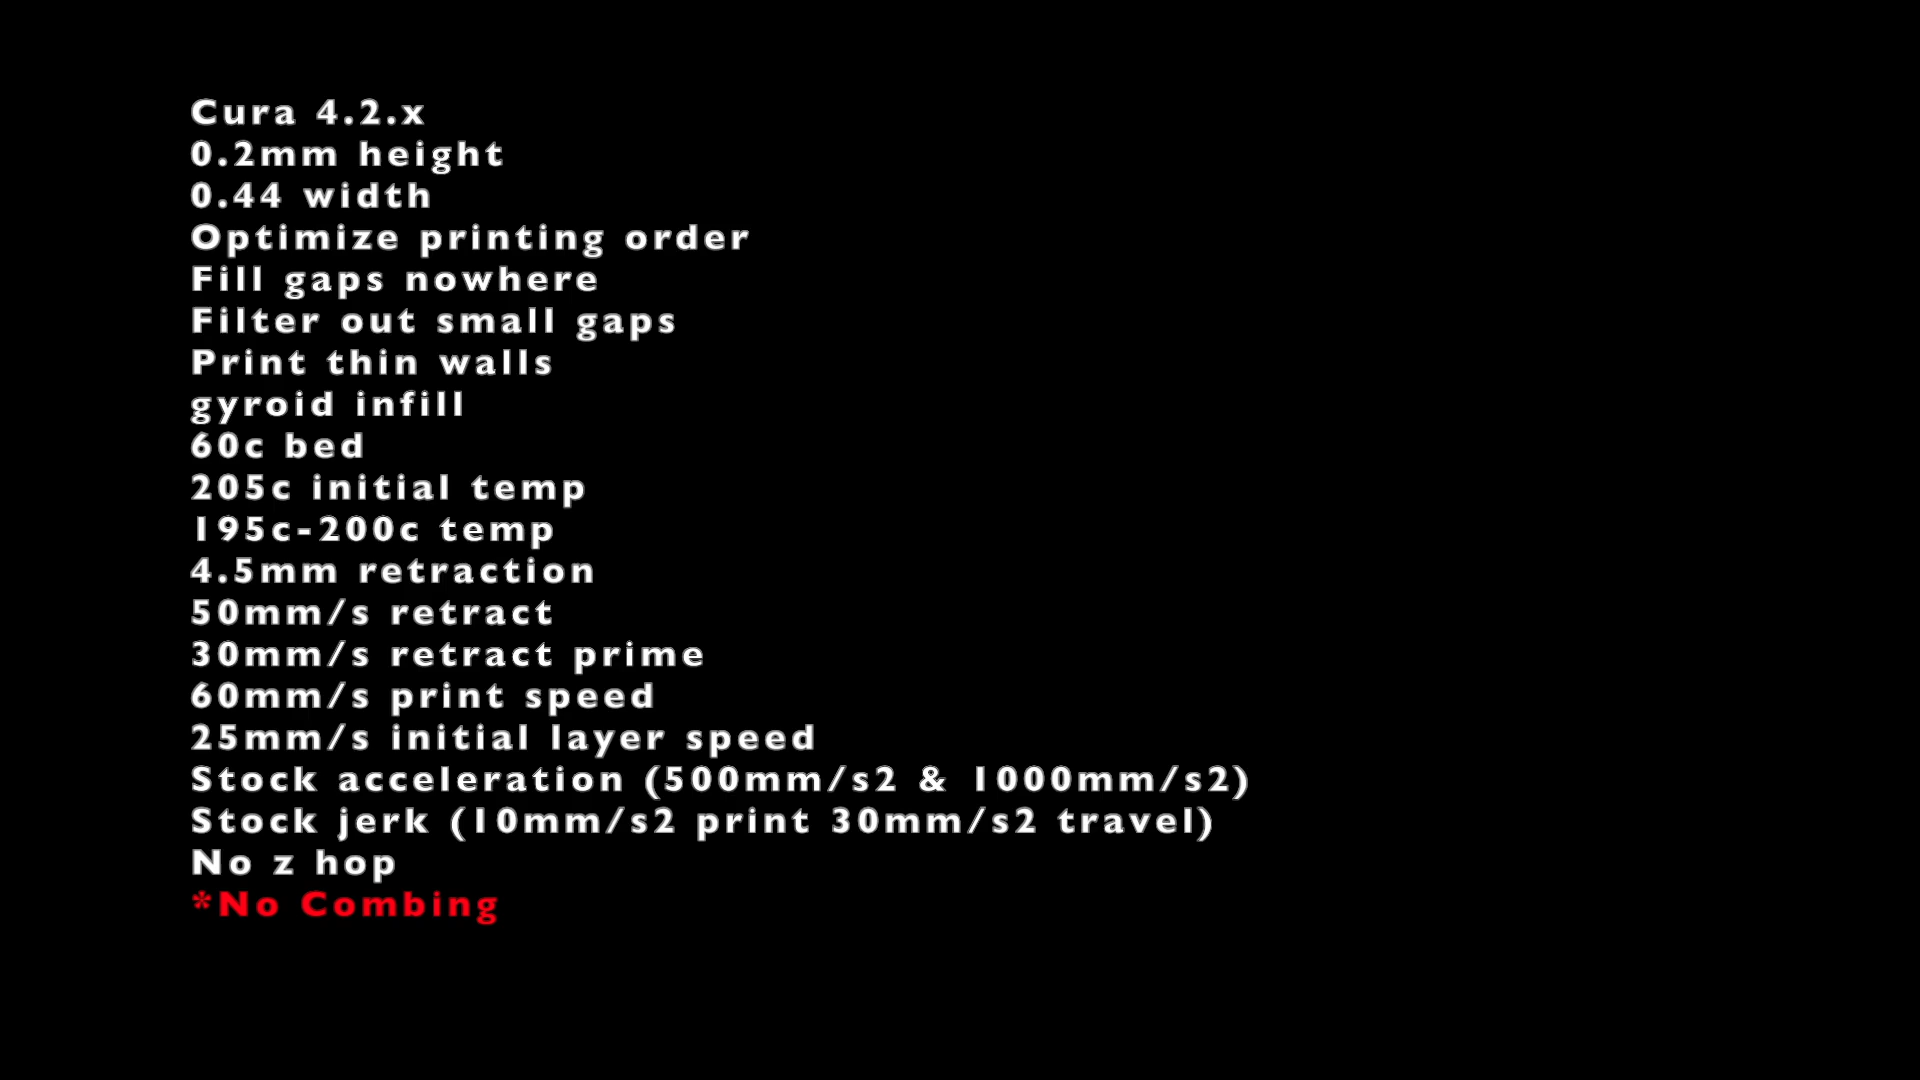 Cura 4.2.x
0.2mm height
0.44 width
Optimize printing order
Fill gaps nowhere
Filter out small gaps
Print thin walls
gyroid infill
60c bed
205c initial temp
195c-200c temp
4.5mm retraction
50mm/s retract
30mm/s retract prime
60mm/s print speed
25mm/s initial layer speed
Stock acceleration (500mm/s2 & 1000mm/s2)
Stock jerk (10mm/s2 print 30mm/s2 travel)
No z hop
*No Combing